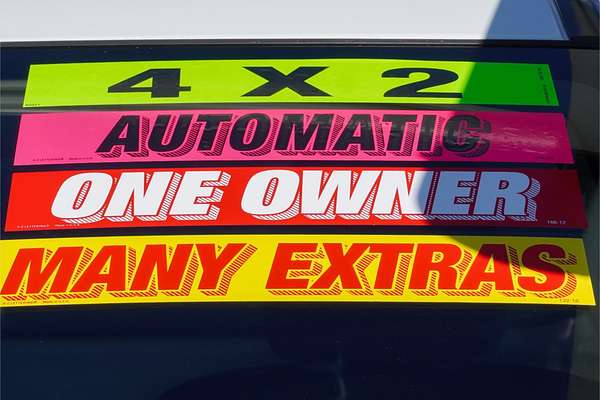 4 X 2
AUTOMATIC
ONE OWNER
MANY EXTRAS